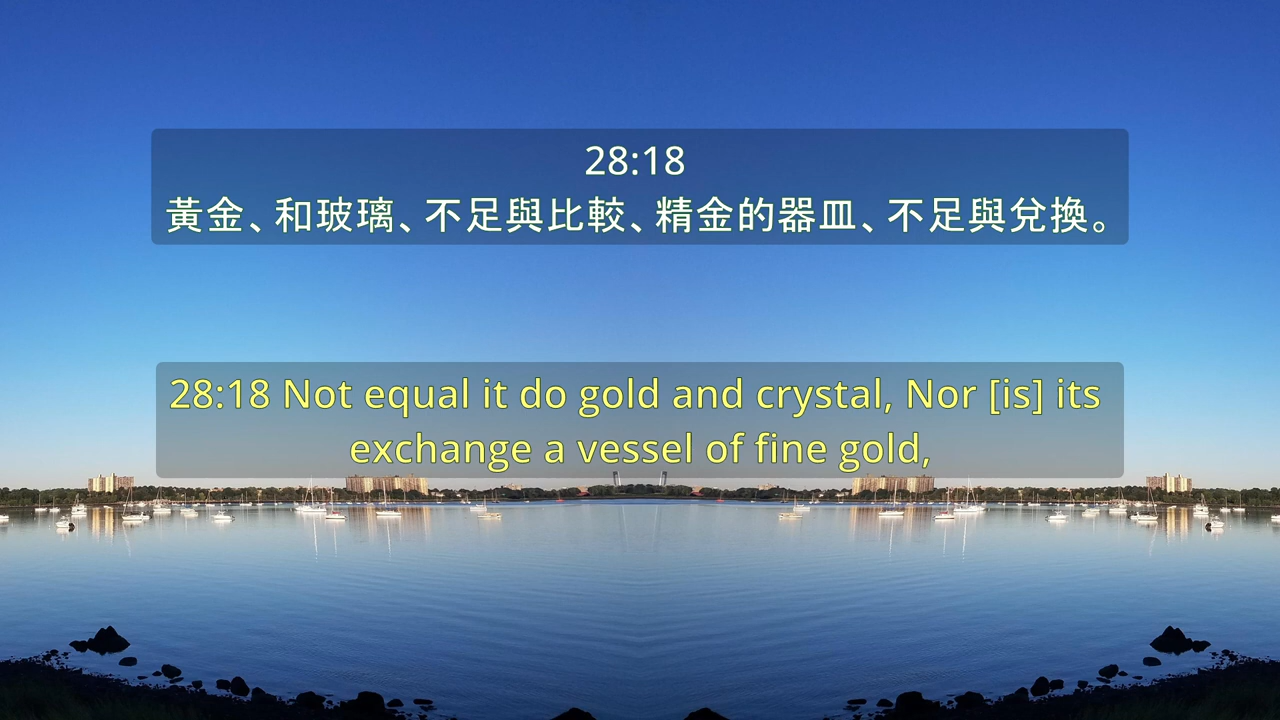 28:18
黃金、和玻璃、不足與比較、精金的器皿、不足與兌換。
28:18 Not equal it do gold and crystal, Nor [is] its
exchange a vessel of fine gold,